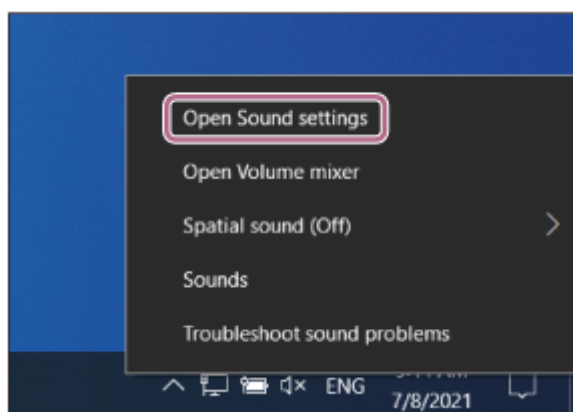 Open Sound settings
Open Volume mixer
Spatial sound (Off)
Sounds
Troubleshoot sound problems
ENG
7/8/2021